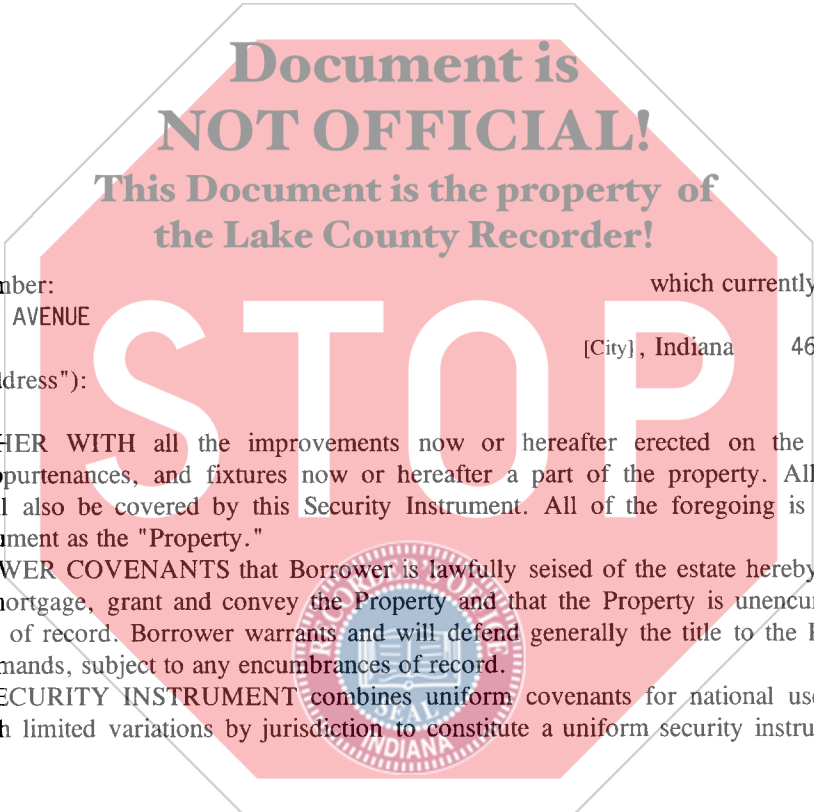 Document is
NOT OFFICIAL!
This Document is the property of
the Lake County Recorder!
mber: which currently
AVENUE
[City], Indiana 46
ddress"):
STOP
HER WITH all the improvements now or hereafter erected on the
ppurtenances, and fixtures now or hereafter a part of the property. All
l also be covered by this Security Instrument. All of the foregoing is
ument as the "Property."
WER COVENANTS that Borrower is lawfully seised of the estate hereby
nortgage, grant and convey the Property and that the Property is unencu
of record. Borrower warrants and will defend generally the title to the
mands, subject to any encumbrances of record.
ECURITY INSTRUMENT combines uniform covenants for national use
h limited variations by jurisdiction to constitute a uniform security instru
RECORDER'S OFFICE
SEAL
INDIANA